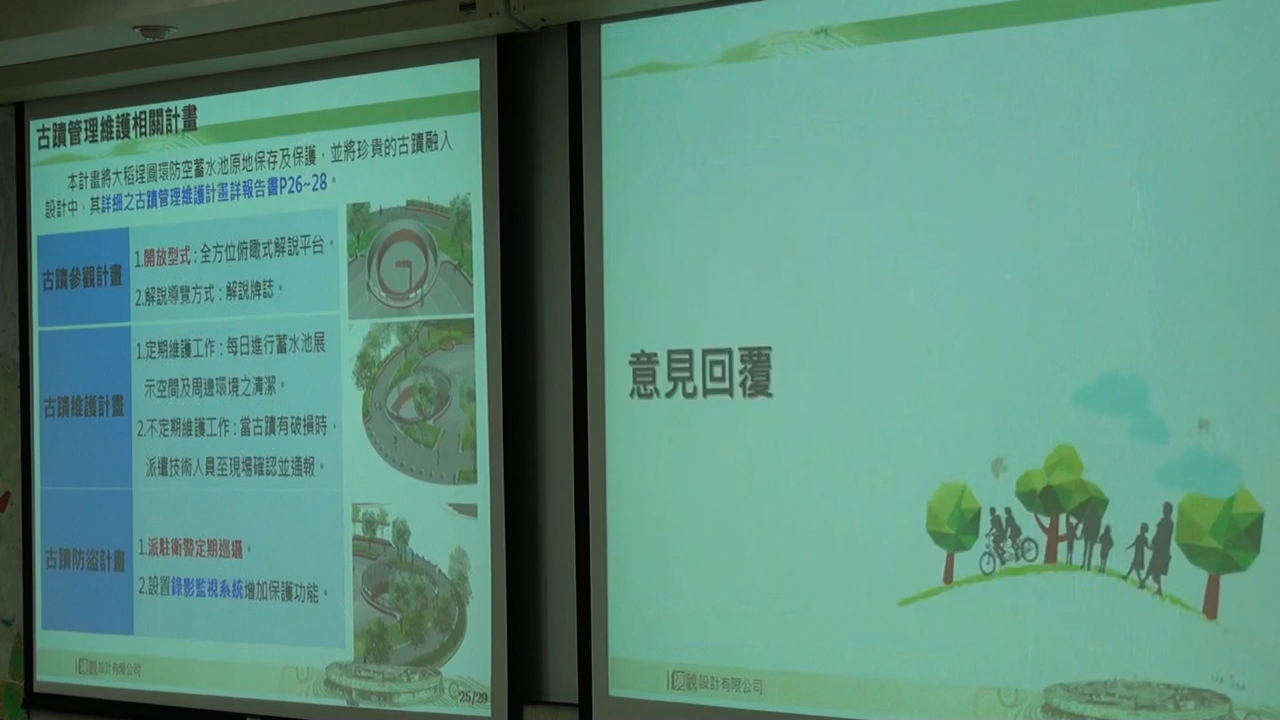 古蹟管理維護相關計畫
本計畫將大稻埕圓環防空蓄水池原地保存及保護，並將珍貴的古蹟融入
設計中，其詳細之古蹟管理維護計畫詳報告書P26~28。
古蹟參觀計畫
1.開放型式：全方位俯瞰式解說平台。
2.解說導覽方式：解說牌誌。
古蹟維護計畫
1.定期維護工作：每日進行蓄水池展
示空間及周邊環境之清潔。
2.不定期維護工作：當古蹟有破損時，
派遣技術人員至現場確認並通報。
古蹟防盜計畫
1.派駐衛警定期巡邏。
2.設置錄影監視系統增加保護功能。
設計有限公司
25/29
意見回覆
設計有限公司